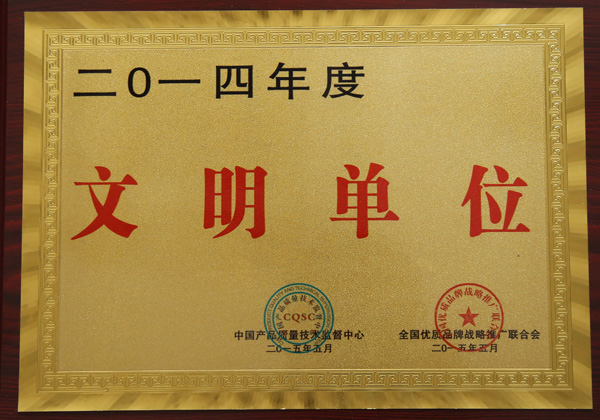 二0一四年度
文明单位
中国产品质量技术监督中心 全国优质品牌战略推广联合会
二0一五年五月 二0一五年五月
CQSC